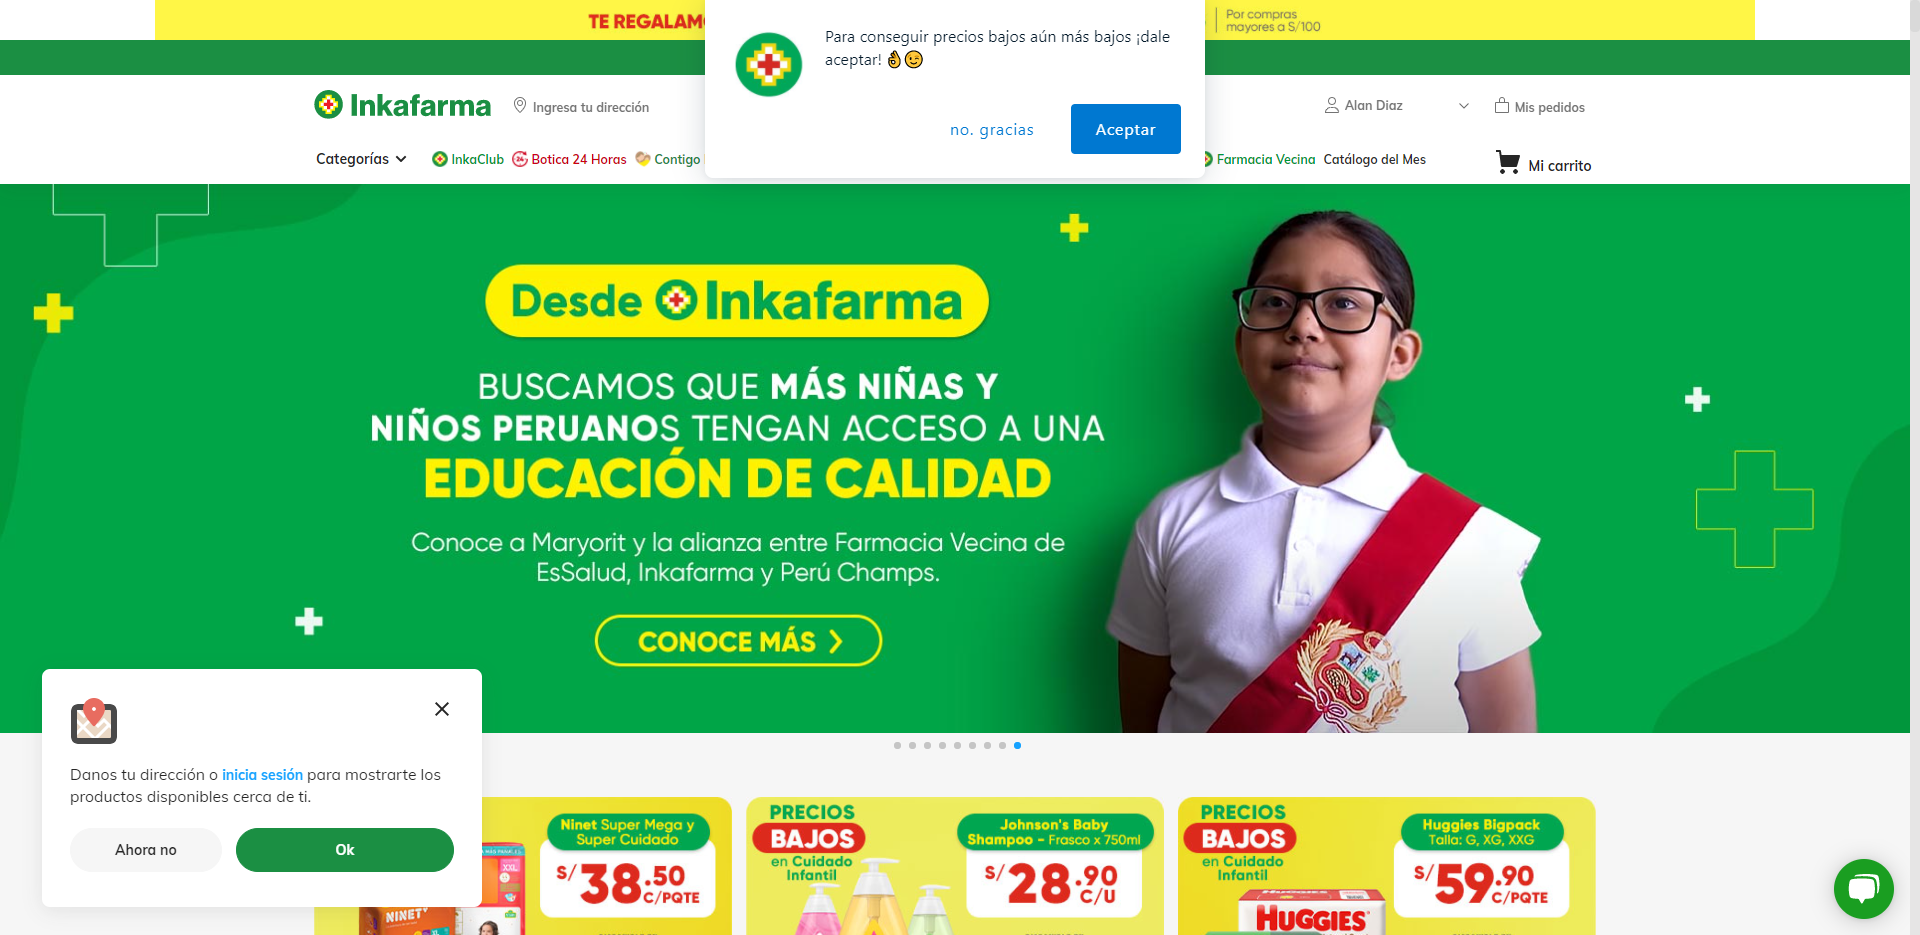 TE REGALAM
Por compras
mayores a S/100
Para conseguir precios bajos aún más bajos ¡dale
aceptar! 👌😉
no. gracias
Aceptar
Inkafarma
Ingresa tu dirección
Alan Diaz
Mis pedidos
Categorías
InkaClub
24
Botica 24 Horas
Contigo
Farmacia Vecina
Catálogo del Mes
Mi carrito
Desde Inkafarma
BUSCAMOS QUE MÁS NIÑAS Y
NIÑOS PERUANOS TENGAN ACCESO A UNA
EDUCACIÓN DE CALIDAD
Conoce a Maryorit y la alianza entre Farmacia Vecina de
EsSalud, Inkafarma y Perú Champs.
CONOCE MÁS
Danos tu dirección o inicia sesión para mostrarte los
productos disponibles cerca de ti.
Ahora no
Ok
Ninet Super Mega y
Super Cuidado
S/38.50
C/PQTE
XXL
NINET
PRECIOS
BAJOS
en Cuidado
Infantil
Johnson's Baby
Shampoo - Frasco x 750ml
S/28.90
C/U
PRECIOS
BAJOS
en Cuidado
Infantil
Huggies Bigpack
Talla: G, XG, XXG
S/59.90
C/PQTE
HUGGIES